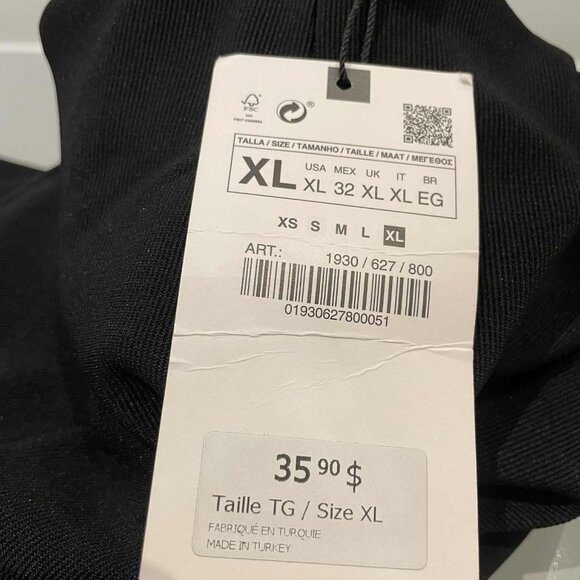 FSC
®
TALLA / SIZE / TAMANHO / TAILLE / MAAT / ΜΕΓΕΘΟΣ
XL USA MEX UK IT BR
XL 32 XL XL EG
XS S M L XL
ART.: 1930 / 627 / 800
01930627800051
35 90 $
Taille TG / Size XL
FABRIQUÉ EN TURQUIE
MADE IN TURKEY